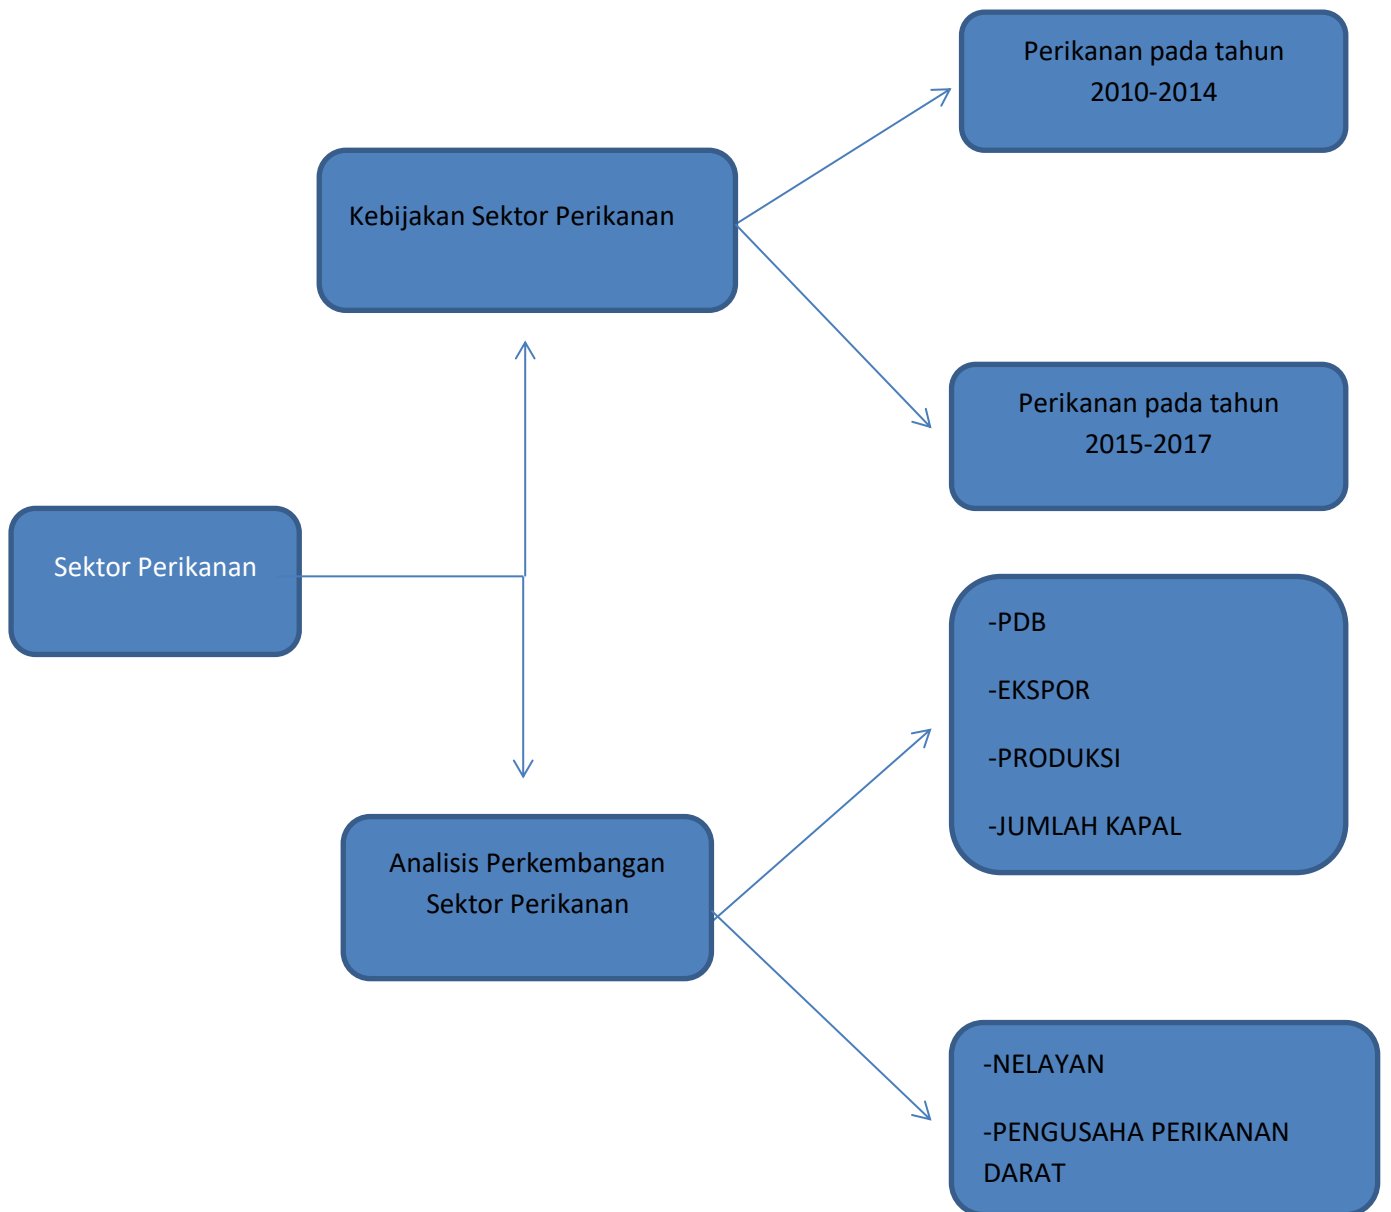 Perikanan pada tahun
2010-2014
Kebijakan Sektor Perikanan
Perikanan pada tahun
2015-2017
Sektor Perikanan
-PDB
-EKSPOR
-PRODUKSI
-JUMLAH KAPAL
Analisis Perkembangan
Sektor Perikanan
-NELAYAN
-PENGUSAHA PERIKANAN
DARAT